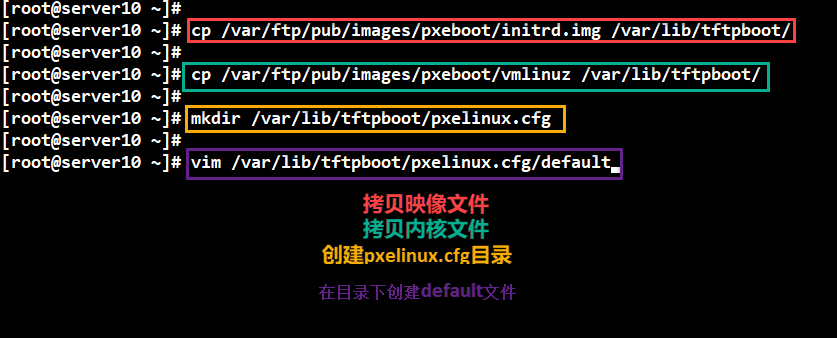 [root@server10 ~]#
[root@server10 ~]# cp /var/ftp/pub/images/pxeboot/initrd.img /var/lib/tftpboot/
[root@server10 ~]#
[root@server10 ~]# cp /var/ftp/pub/images/pxeboot/vmlinuz /var/lib/tftpboot/
[root@server10 ~]#
[root@server10 ~]# mkdir /var/lib/tftpboot/pxelinux.cfg
[root@server10 ~]#
[root@server10 ~]# vim /var/lib/tftpboot/pxelinux.cfg/default
拷贝映像文件
拷贝内核文件
创建pxelinux.cfg目录
在目录下创建default文件